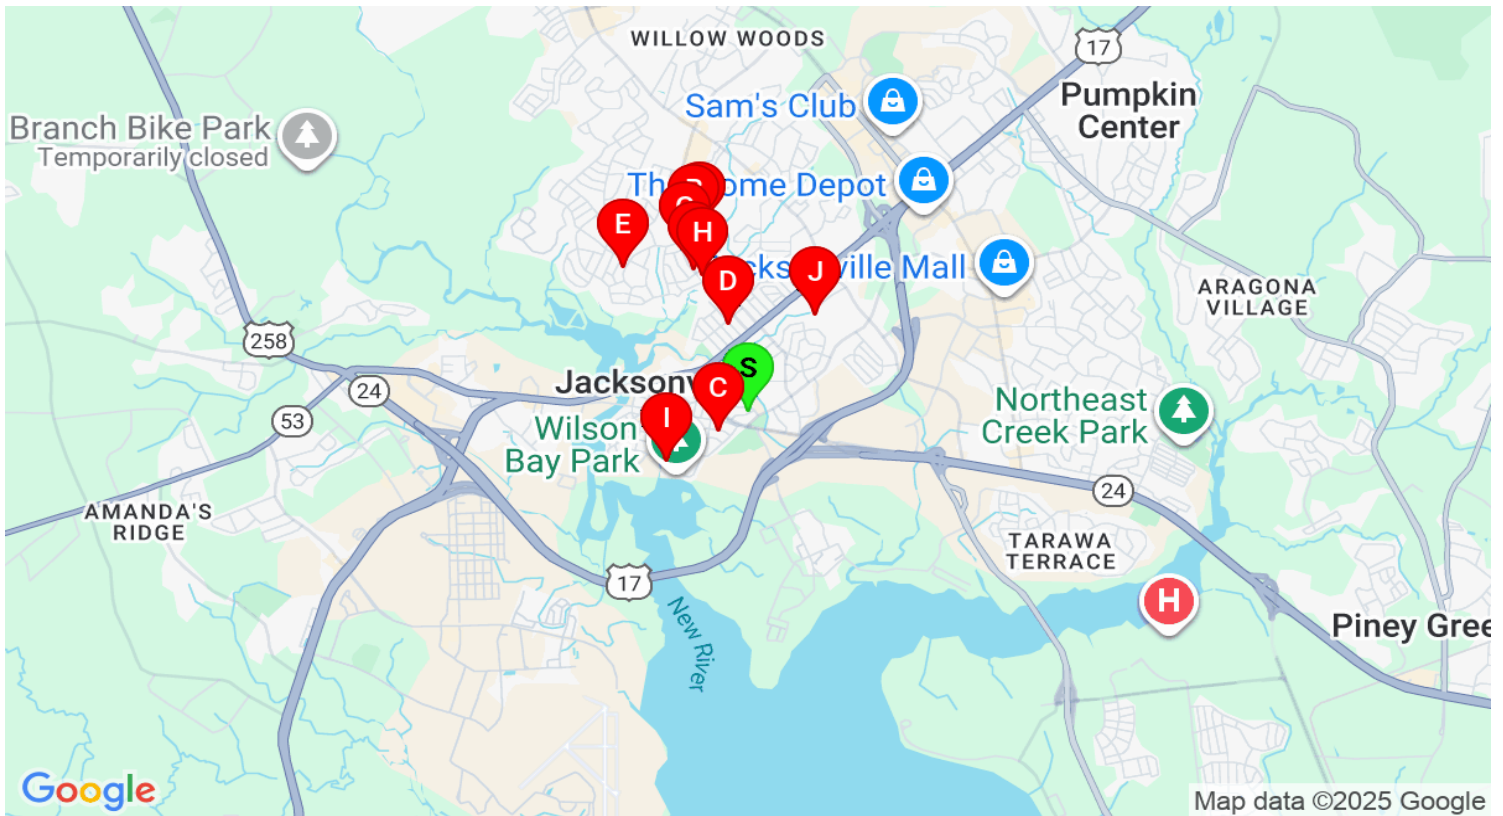 WILLOW WOODS
17
Sam's Club
Pumpkin
Center
Branch Bike Park
Temporarily closed
Home Depot
E
H
Jacksonville Mall
D
J
ARAGONA
VILLAGE
258
S
24
C
Northeast
Creek Park
53
I
Wilson
Bay Park
24
AMANDA'S
RIDGE
TARAWA
TERRACE
17
H
New River
Google
Map data ©2025 Google